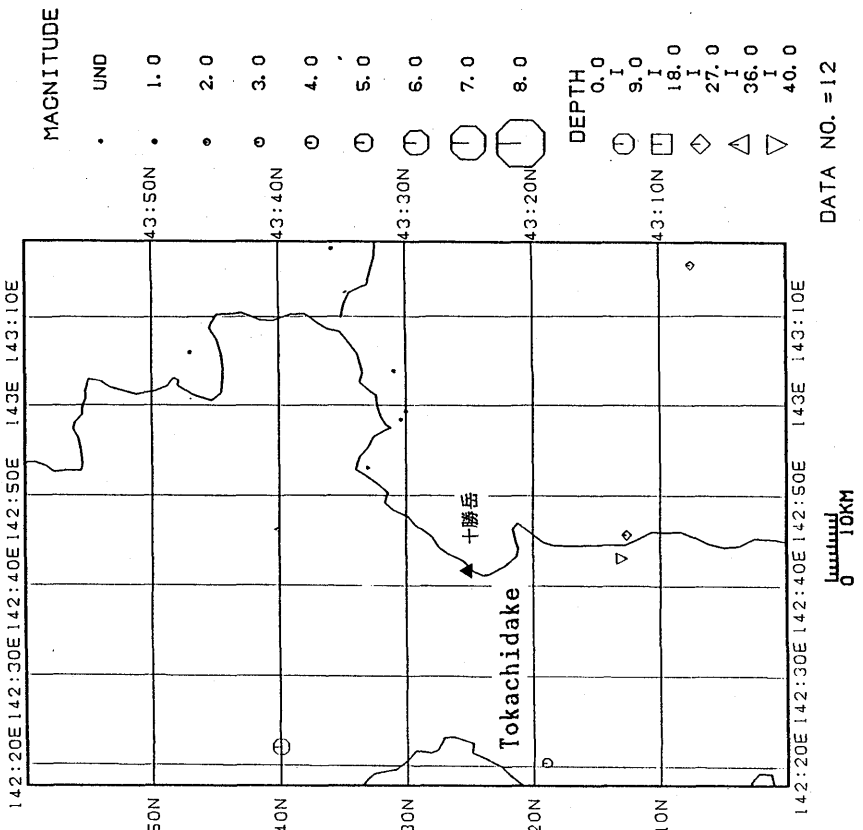 MAGNITUDE
UND
1.0
2.0
3.0
4.0
5.0
6.0
7.0
8.0
DEPTH
0.0
I
9.0
I
18.0
I
27.0
I
36.0
I
40.0
DATA NO. =12
142:20E 142:30E 142:40E 142:50E 143E 143:10E
50N
43:50N
40N
43:40N
30N
43:30N
20N
43:20N
10N
43:10N
十勝岳
Tokachidake
142:20E 142:30E 142:40E 142:50E 143E 143:10E
0 10KM